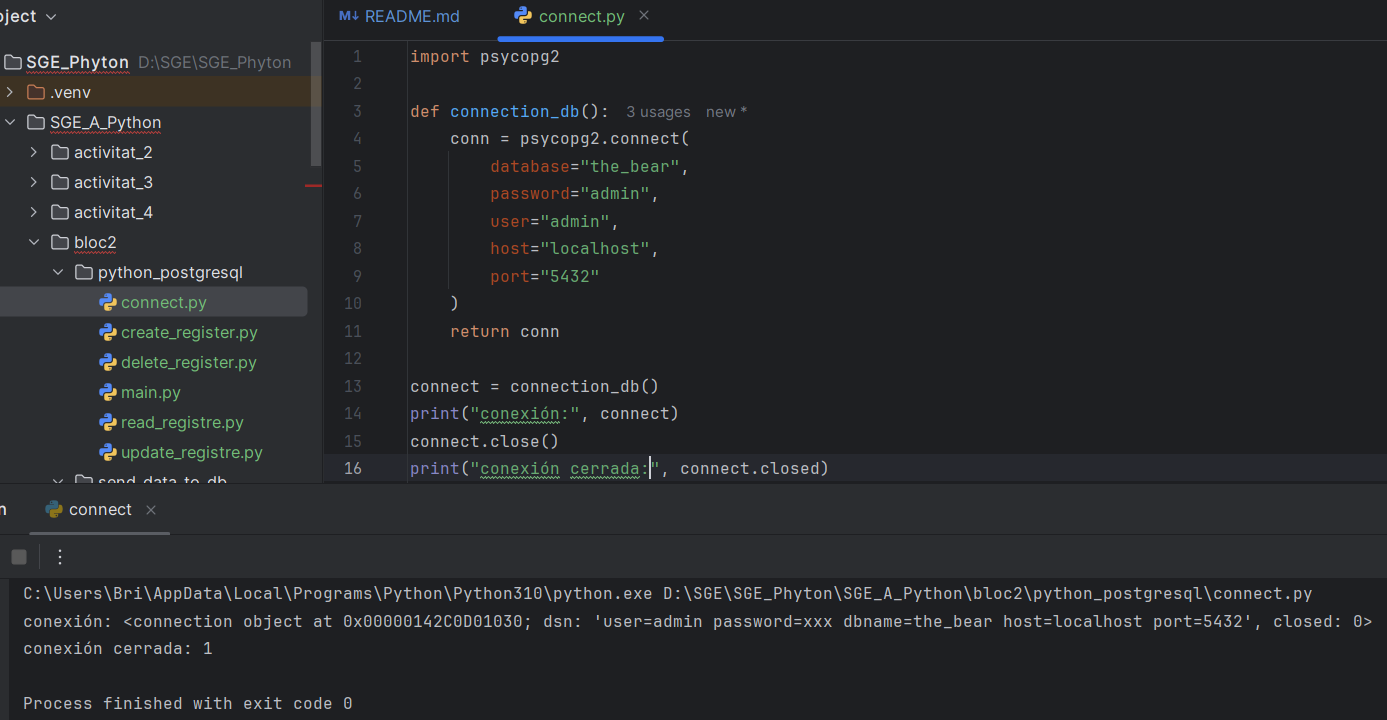 oject
README.md
connect.py
SGE_Phyton D:\SGE\SGE_Phyton
.venv
SGE_A_Python
activitat_2
activitat_3
activitat_4
bloc2
python_postgresql
connect.py
create_register.py
delete_register.py
main.py
read_registre.py
update_registre.py
send_data_to_db
1 import psycopg2
2
3 def connection_db(): 3 usages new *
4 conn = psycopg2.connect(
5 database="the_bear",
6 password="admin",
7 user="admin",
8 host="localhost",
9 port="5432"
10 )
11 return conn
12
13 connect = connection_db()
14 print("conexión:", connect)
15 connect.close()
16 print("conexión cerrada:", connect.closed)
n
connect
C:\Users\Bri\AppData\Local\Programs\Python\Python310\python.exe D:\SGE\SGE_Phyton\SGE_A_Python\bloc2\python_postgresql\connect.py
conexión: <connection object at 0x00000142C0D01030; dsn: 'user=admin password=xxx dbname=the_bear host=localhost port=5432', closed: 0>
conexión cerrada: 1
Process finished with exit code 0